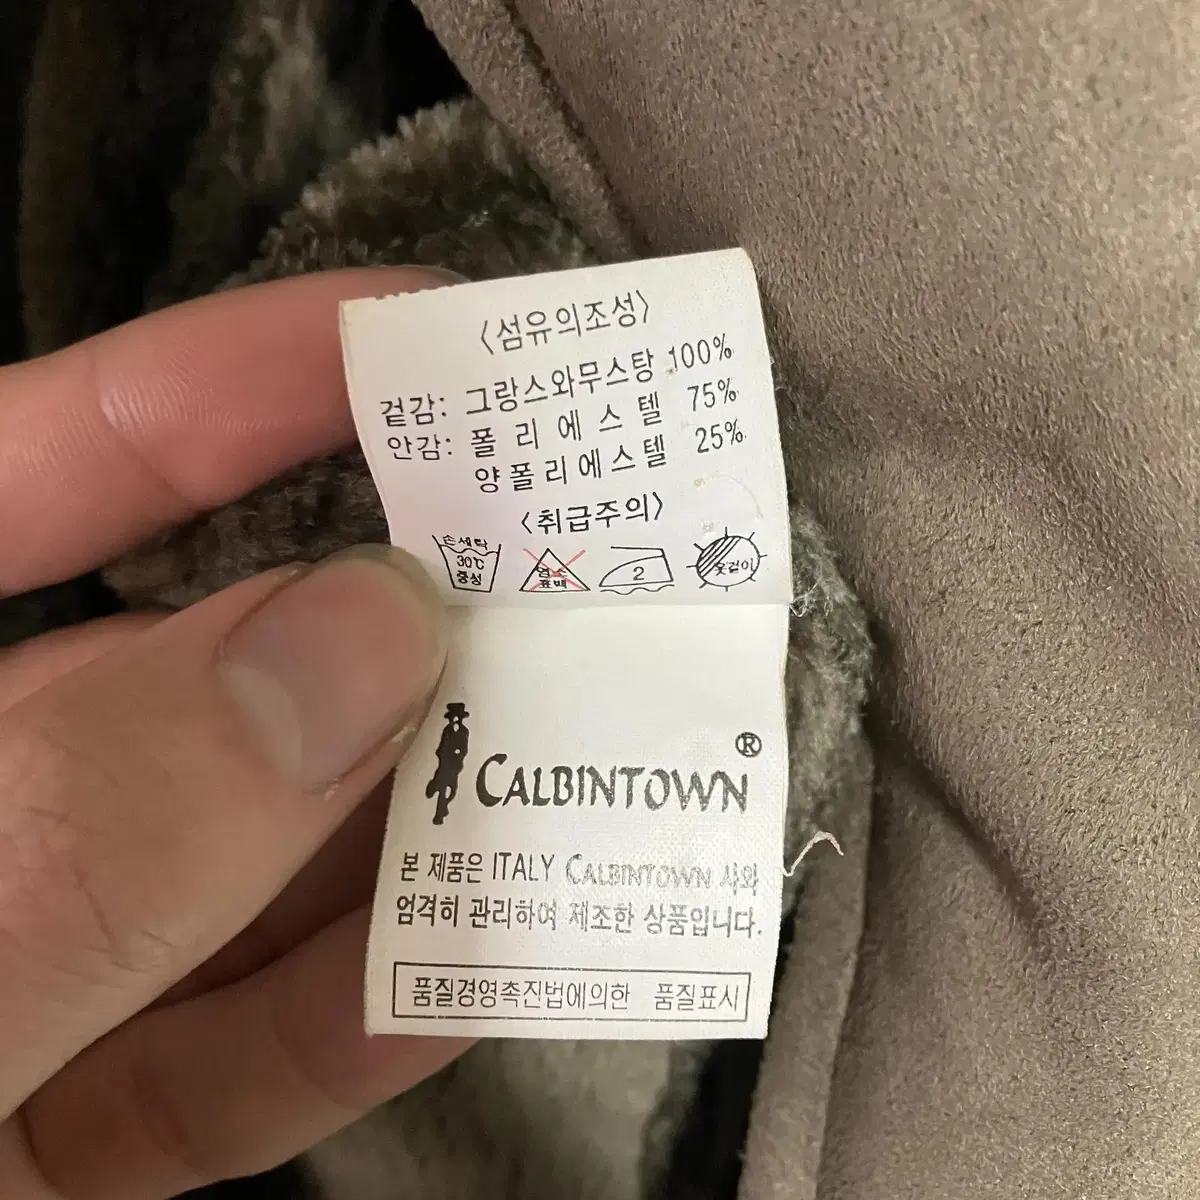 <섬유의조성>
겉감: 그랑스와무스탕 100%
안감: 폴리에스텔 75%
양폴리에스텔 25%
<취급주의>
손세탁 30℃ 중성
염소 표백
2
옷걸이
CALBINTOWN®
본 제품은 ITALY CALBINTOWN 사와
엄격히 관리하여 제조한 상품입니다.
품질경영촉진법에의한 품질표시